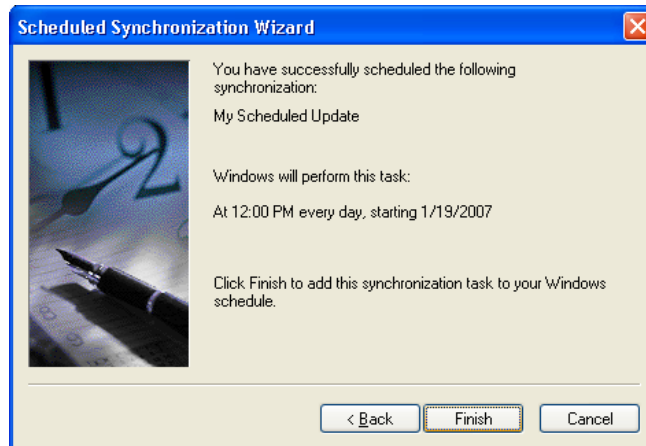 Scheduled Synchronization Wizard
You have successfully scheduled the following
synchronization:
My Scheduled Update
Windows will perform this task:
At 12:00 PM every day, starting 1/19/2007
Click Finish to add this synchronization task to your Windows
schedule.
< Back
Finish
Cancel